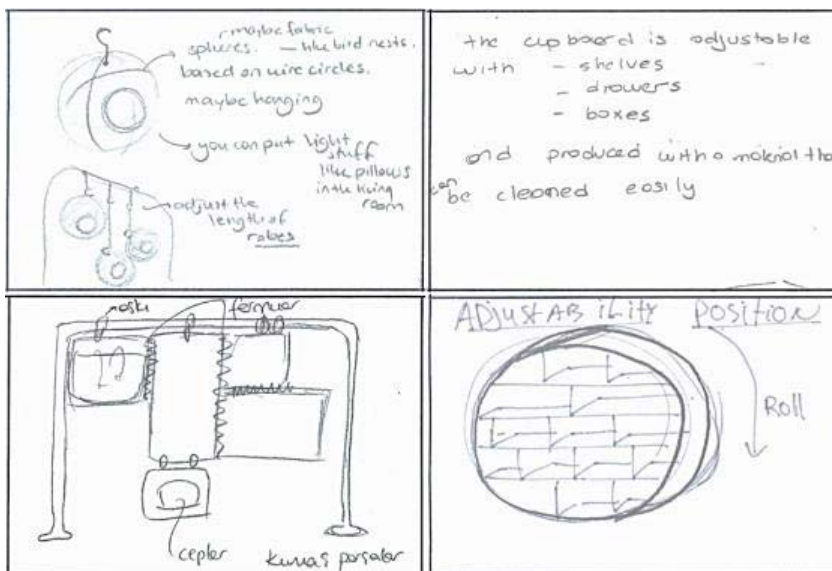 maybe fabric
spheres. — like bird nests.
based on wire circles.
maybe hanging
you can put light
stuff
like pillows
in the living
room
adjust the
length of
robes
the cupboard is adjustable
with - shelves
- drowers
- boxes
and produced with a material tha
can
be cleaned easily
askı fermuar
cepler
kumaş parçalar
ADJUSTABILITY POSITION
Roll